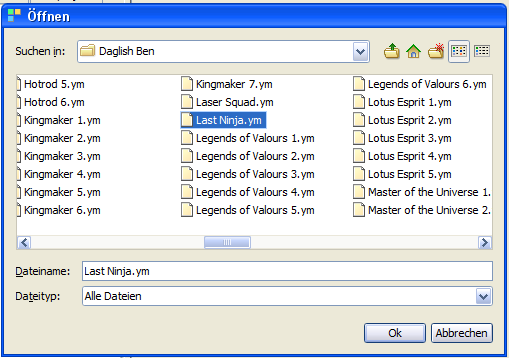 Öffnen
Suchen in: Daglish Ben
Hotrod 5.ym
Hotrod 6.ym
Kingmaker 1.ym
Kingmaker 2.ym
Kingmaker 3.ym
Kingmaker 4.ym
Kingmaker 5.ym
Kingmaker 6.ym
Kingmaker 7.ym
Laser Squad.ym
Last Ninja.ym
Legends of Valours 1.ym
Legends of Valours 2.ym
Legends of Valours 3.ym
Legends of Valours 4.ym
Legends of Valours 5.ym
Legends of Valours 6.ym
Lotus Esprit 1.ym
Lotus Esprit 2.ym
Lotus Esprit 3.ym
Lotus Esprit 4.ym
Lotus Esprit 5.ym
Master of the Universe 1.
Master of the Universe 2.
Dateiname: Last Ninja.ym
Dateityp: Alle Dateien
Ok Abbrechen